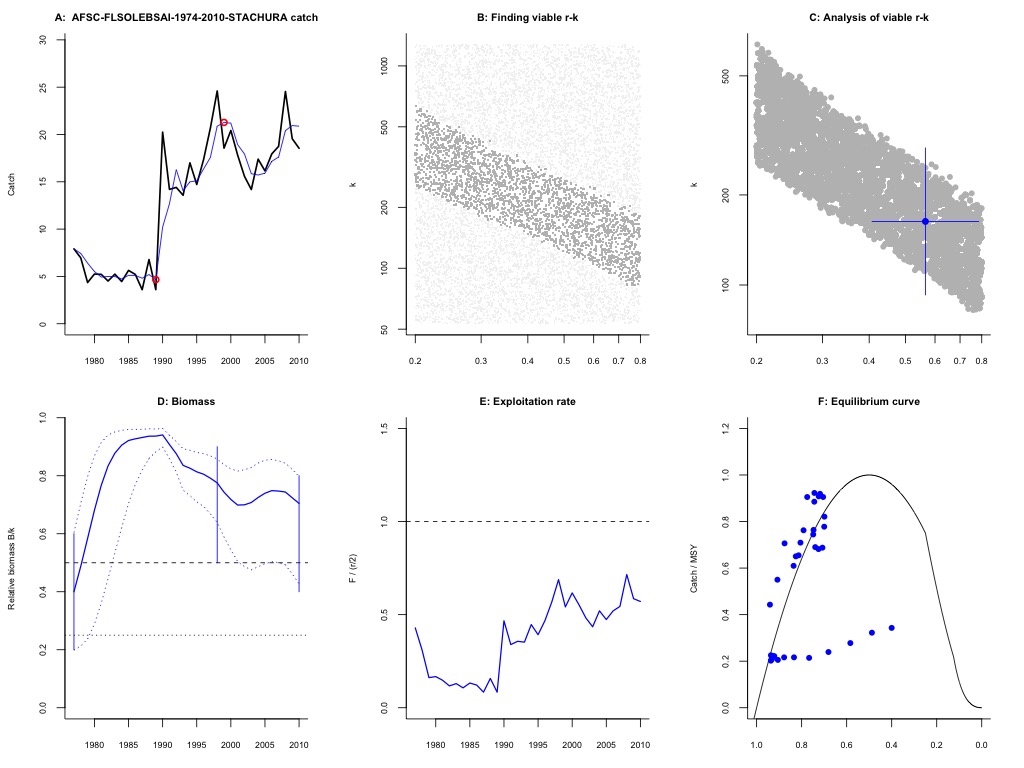 A:  AFSC-FLSOLEBSAI-1974-2010-STACHURA catch
Catch
0 5 10 15 20 25 30
1980 1985 1990 1995 2000 2005 2010
B: Finding viable r-k
k
50 100 200 500 1000
0.2 0.3 0.4 0.5 0.6 0.7 0.8
C: Analysis of viable r-k
k
100 200 500
0.2 0.3 0.4 0.5 0.6 0.7 0.8
D: Biomass
Relative biomass B/k
0.0 0.2 0.4 0.6 0.8 1.0
1980 1985 1990 1995 2000 2005 2010
E: Exploitation rate
F / (r/2)
0.0 0.5 1.0 1.5
1980 1985 1990 1995 2000 2005 2010
F: Equilibrium curve
Catch / MSY
0.0 0.2 0.4 0.6 0.8 1.0 1.2
1.0 0.8 0.6 0.4 0.2 0.0